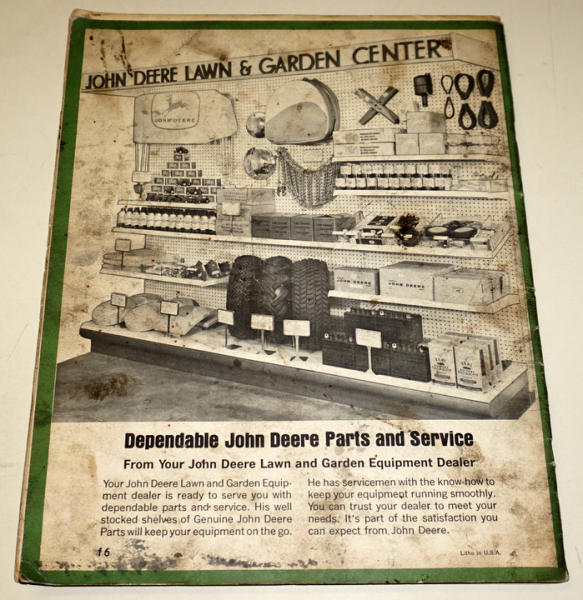 JOHN DEERE LAWN & GARDEN CENTER
JOHN DEERE
JOHN DEERE
Dependable John Deere Parts and Service
From Your John Deere Lawn and Garden Equipment Dealer
Your John Deere Lawn and Garden Equip-
ment dealer is ready to serve you with
dependable parts and service. His well
stocked shelves of Genuine John Deere
Parts will keep your equipment on the go.
He has servicemen with the know-how to
keep your equipment running smoothly.
You can trust your dealer to meet your
needs. It's part of the satisfaction you
can expect from John Deere.
16
Litho in U.S.A.